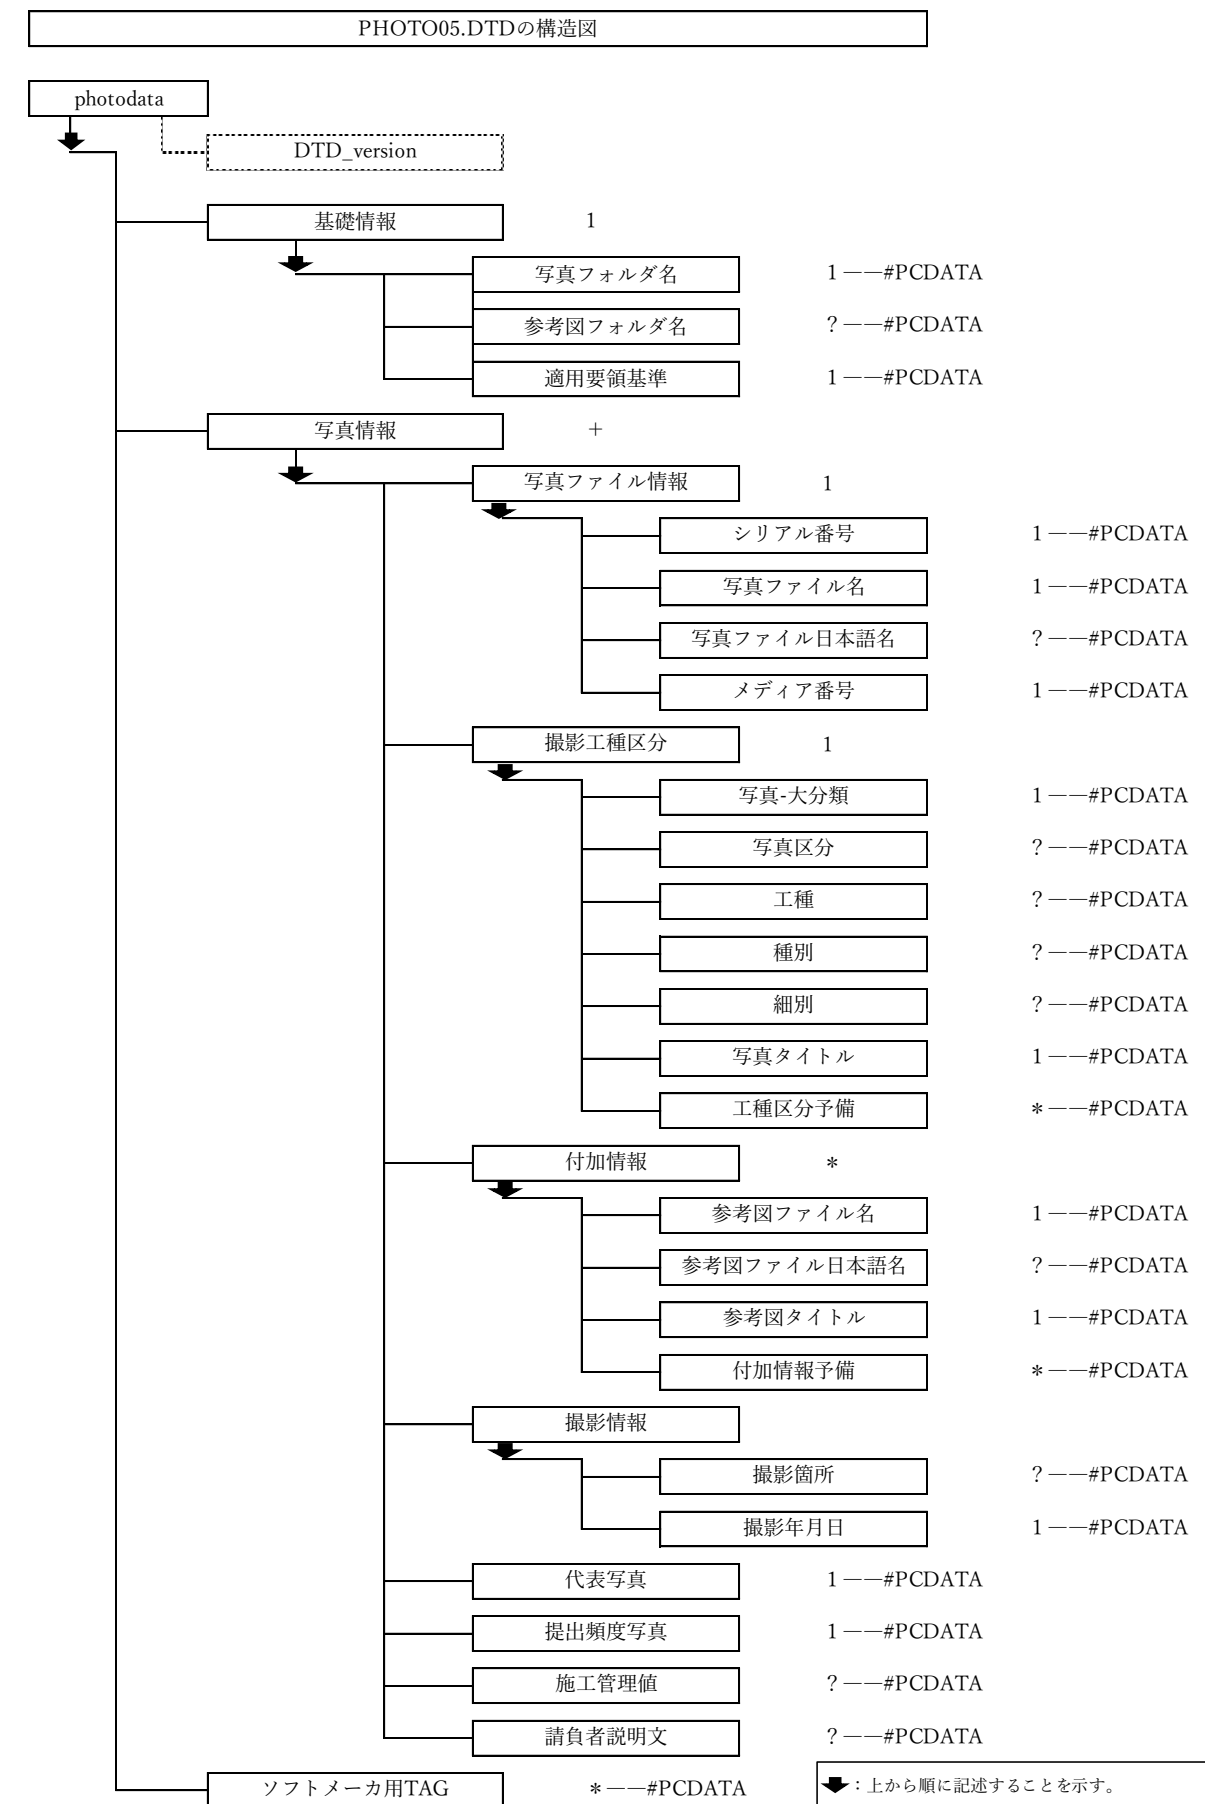 PHOTO05.DTDの構造図
photodata
DTD_version
基礎情報 1
写真フォルダ名 1 ――#PCDATA
参考図フォルダ名 ? ――#PCDATA
適用要領基準 1 ――#PCDATA
写真情報 +
写真ファイル情報 1
シリアル番号 1 ――#PCDATA
写真ファイル名 1 ――#PCDATA
写真ファイル日本語名 ? ――#PCDATA
メディア番号 1 ――#PCDATA
撮影工種区分 1
写真-大分類 1 ――#PCDATA
写真区分 ? ――#PCDATA
工種 ? ――#PCDATA
種別 ? ――#PCDATA
細別 ? ――#PCDATA
写真タイトル 1 ――#PCDATA
工種区分予備 * ――#PCDATA
付加情報 *
参考図ファイル名 1 ――#PCDATA
参考図ファイル日本語名 ? ――#PCDATA
参考図タイトル 1 ――#PCDATA
付加情報予備 * ――#PCDATA
撮影情報
撮影箇所 ? ――#PCDATA
撮影年月日 1 ――#PCDATA
代表写真 1 ――#PCDATA
提出頻度写真 1 ――#PCDATA
施工管理値 ? ――#PCDATA
請負者説明文 ? ――#PCDATA
ソフトメーカ用TAG * ――#PCDATA
：上から順に記述することを示す。